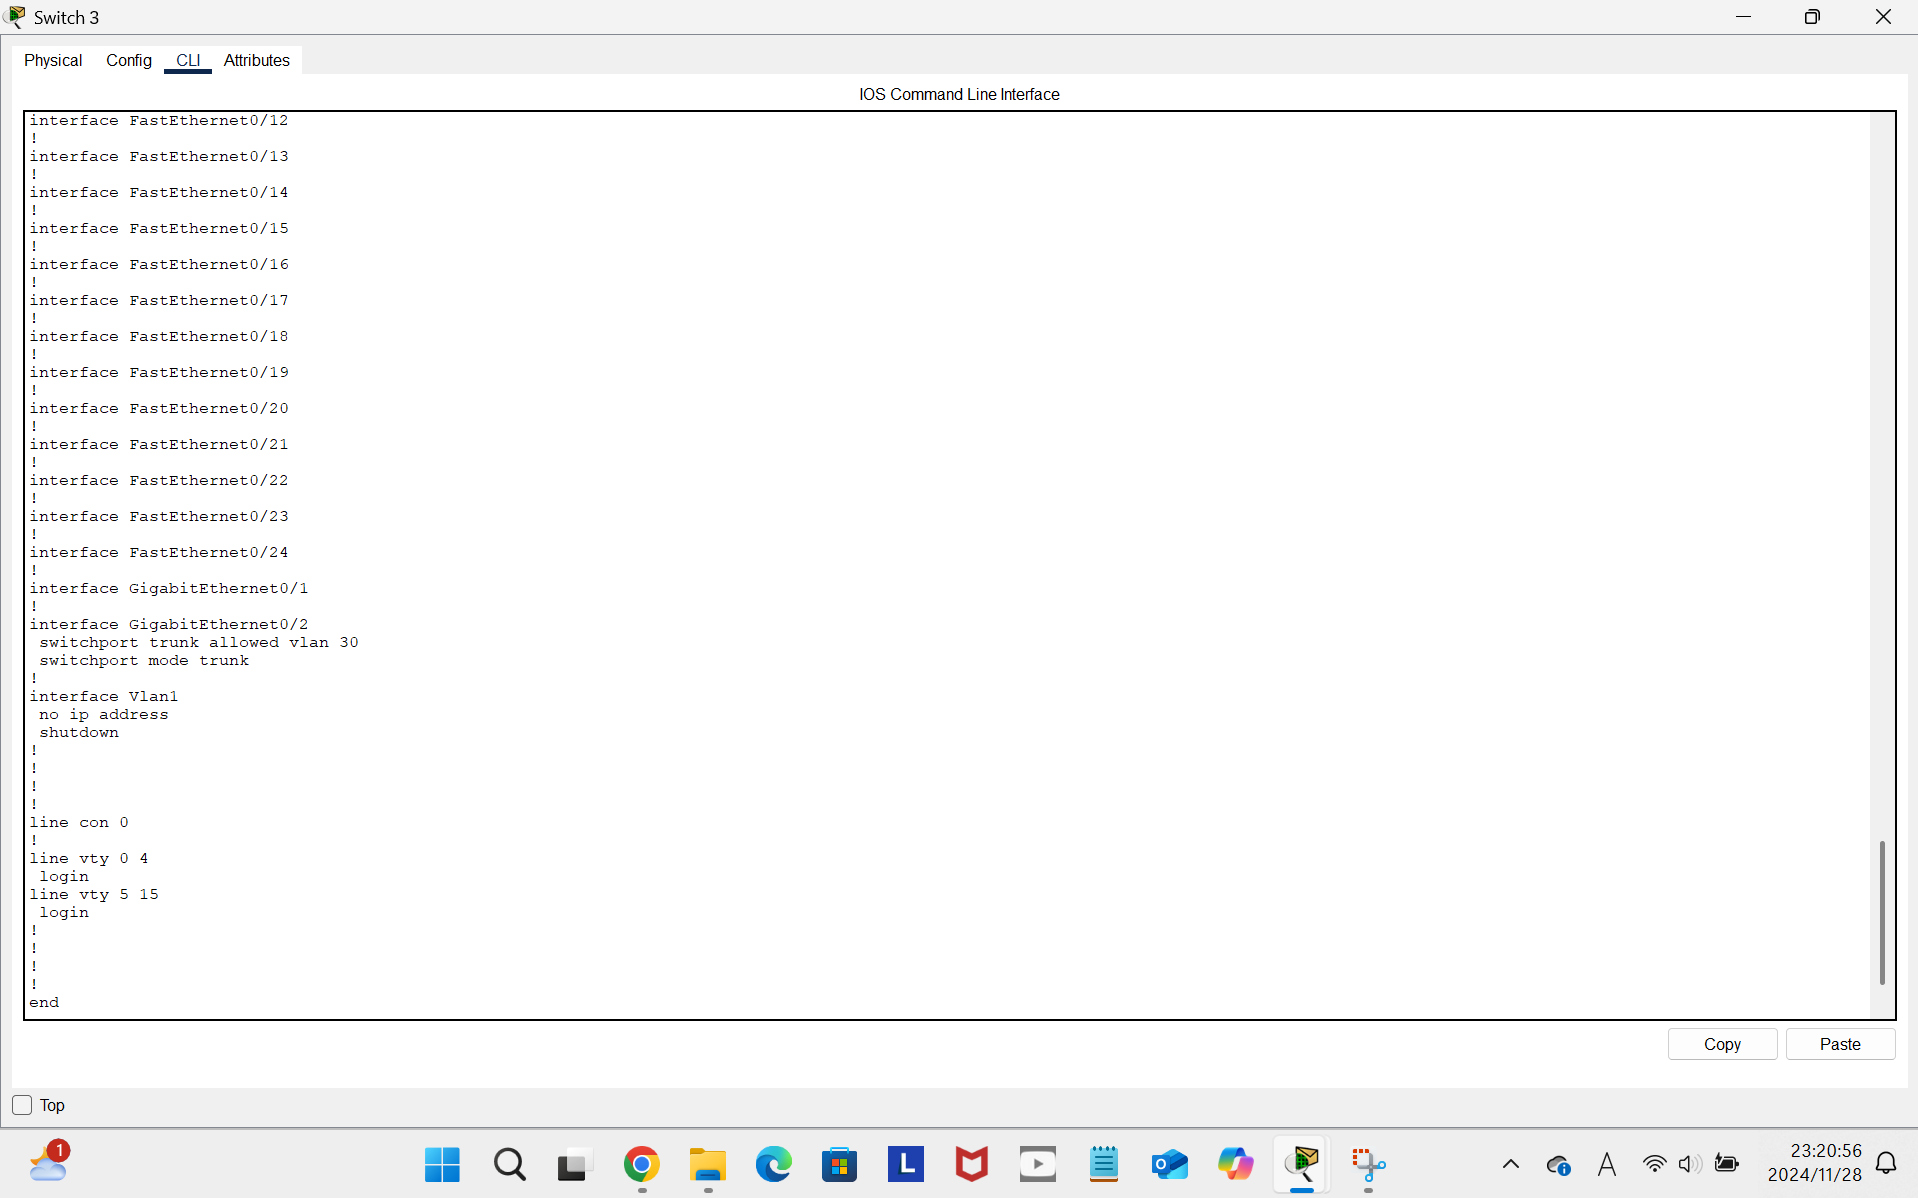 Switch 3
Physical Config CLI Attributes
IOS Command Line Interface
interface FastEthernet0/12
!
interface FastEthernet0/13
!
interface FastEthernet0/14
!
interface FastEthernet0/15
!
interface FastEthernet0/16
!
interface FastEthernet0/17
!
interface FastEthernet0/18
!
interface FastEthernet0/19
!
interface FastEthernet0/20
!
interface FastEthernet0/21
!
interface FastEthernet0/22
!
interface FastEthernet0/23
!
interface FastEthernet0/24
!
interface GigabitEthernet0/1
!
interface GigabitEthernet0/2
 switchport trunk allowed vlan 30
 switchport mode trunk
!
interface Vlan1
 no ip address
 shutdown
!
!
!
!
line con 0
!
line vty 0 4
 login
line vty 5 15
 login
!
!
!
!
end
Copy Paste
Top
1
L
A
23:20:56
2024/11/28